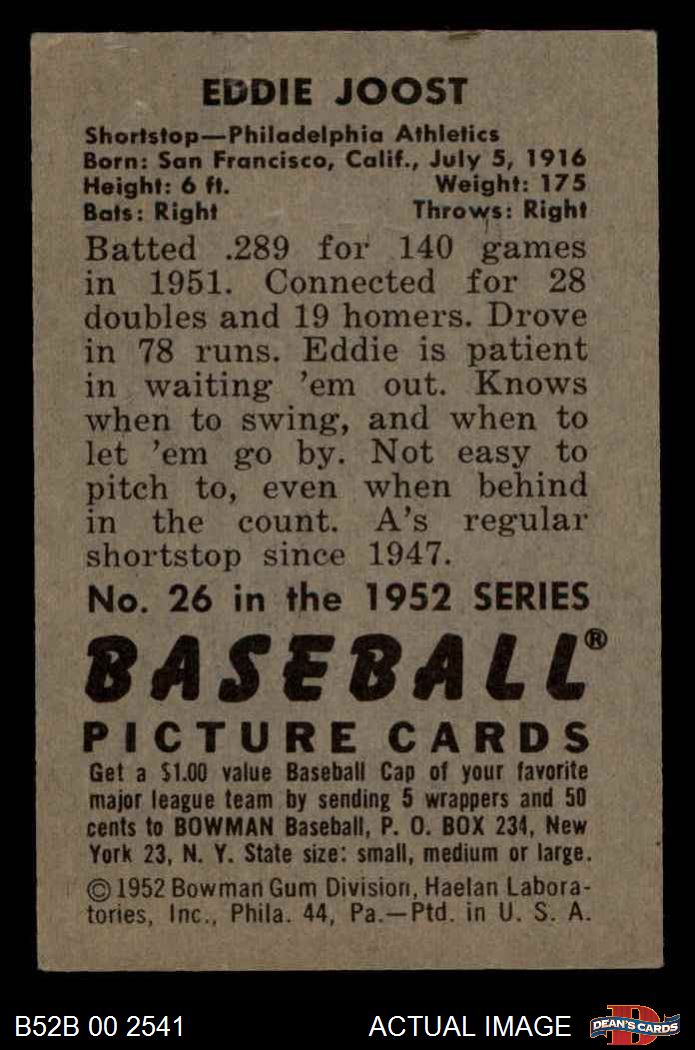 EDDIE JOOST
Shortstop—Philadelphia Athletics
Born: San Francisco, Calif., July 5, 1916
Height: 6 ft. Weight: 175
Bats: Right Throws: Right
Batted .289 for 140 games
in 1951. Connected for 28
doubles and 19 homers. Drove
in 78 runs. Eddie is patient
in waiting 'em out. Knows
when to swing, and when to
let 'em go by. Not easy to
pitch to, even when behind
in the count. A's regular
shortstop since 1947.
No. 26 in the 1952 SERIES
BASEBALL®
PICTURE CARDS
Get a $1.00 value Baseball Cap of your favorite
major league team by sending 5 wrappers and 50
cents to BOWMAN Baseball, P. O. BOX 234, New
York 23, N. Y. State size: small, medium or large.
© 1952 Bowman Gum Division, Haelan Labora-
tories, Inc., Phila. 44, Pa.—Ptd. in U. S. A.
B52B 00 2541 ACTUAL IMAGE
D
DEAN'S CARDS